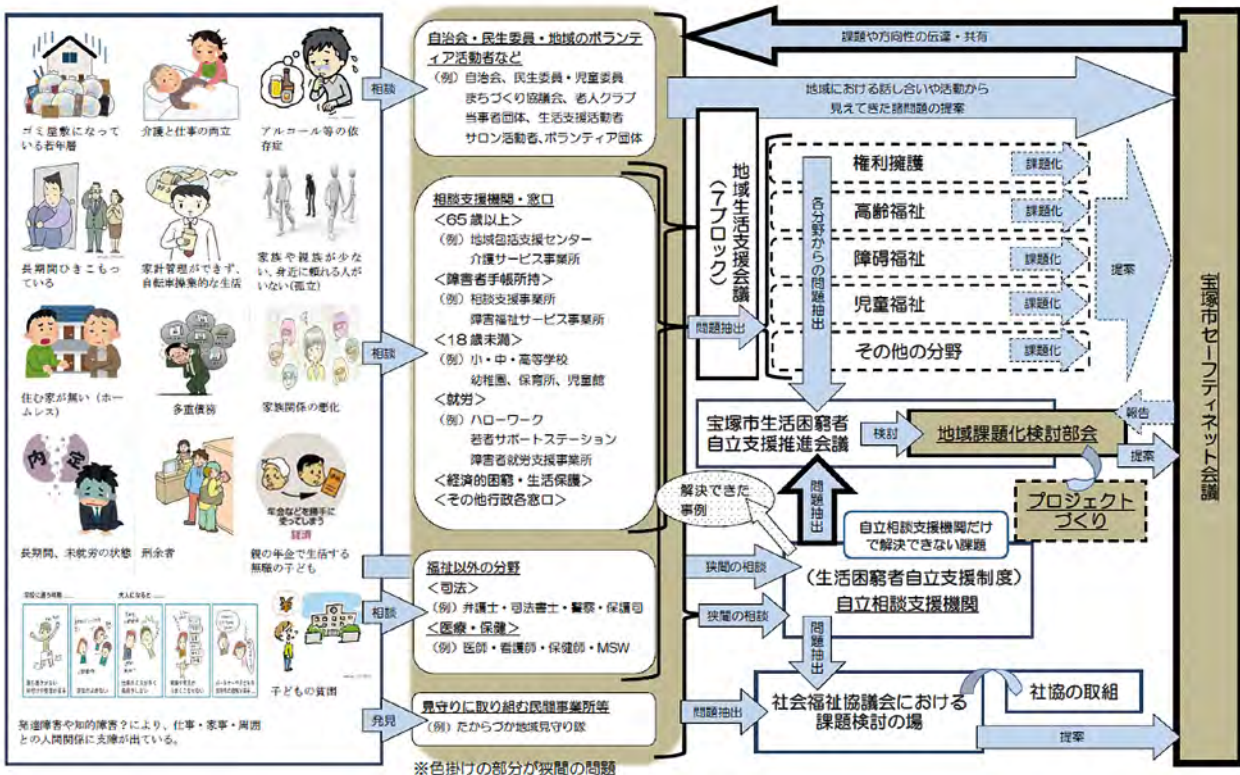 ゴミ屋敷になって
いる若年層
介護と仕事の両立
アルコール等の依
存症
長期間ひきこもっ
ている
家計管理ができず、
自転車操業的な生活
家族や親族が少な
い、身近に頼れる人が
いない(孤立)
住む家が無い(ホー
ムレス)
多重債務
家族関係の悪化
内定
長期間、未就労の状態
刑余者
年金などを勝手に
使ってしまう
経済
親の年金で生活する
無職の子ども
子どもの貧困
発達障害や知的障害?により、仕事・家事・周囲
との人間関係に支障が出ている。
相談
相談
相談
発見
自治会・民生委員・地域のボランテ
ィア活動者など
(例)自治会、民生委員・児童委員
まちづくり協議会、老人クラブ
当事者団体、生活支援活動者
サロン活動者、ボランティア団体
相談支援機関・窓口
<65歳以上>
(例)地域包括支援センター
介護サービス事業所
<障害者手帳所持>
(例)相談支援事業所
障害福祉サービス事業所
<18歳未満>
(例)小・中・高等学校
幼稚園、保育所、児童館
<就労>
(例)ハローワーク
若者サポートステーション
障害者就労支援事業所
<経済的困窮・生活保護>
<その他行政各窓口>
福祉以外の分野
<司法>
(例)弁護士・司法書士・警察・保護司
<医療・保健>
(例)医師・看護師・保健師・MSW
見守りに取り組む民間事業所等
(例)たからづか地域見守り隊
※色掛けの部分が狭間の問題
課題や方向性の伝達・共有
地域における話し合いや活動から
見えてきた諸問題の提案
地域生活支援会議
(7ブロック)
問題抽出
各分野からの問題抽出
権利擁護
課題化
高齢福祉
課題化
障碍福祉
課題化
児童福祉
課題化
その他の分野
課題化
提案
宝塚市生活困窮者
自立支援推進会議
検討
地域課題化検討部会
報告
提案
プロジェクト
づくり
解決できた
事例
問題抽出
自立相談支援機関だけ
で解決できない課題
狭間の相談
狭間の相談
(生活困窮者自立支援制度)
自立相談支援機関
問題抽出
問題抽出
社会福祉協議会における
課題検討の場
社協の取組
提案
宝塚市セーフティネット会議